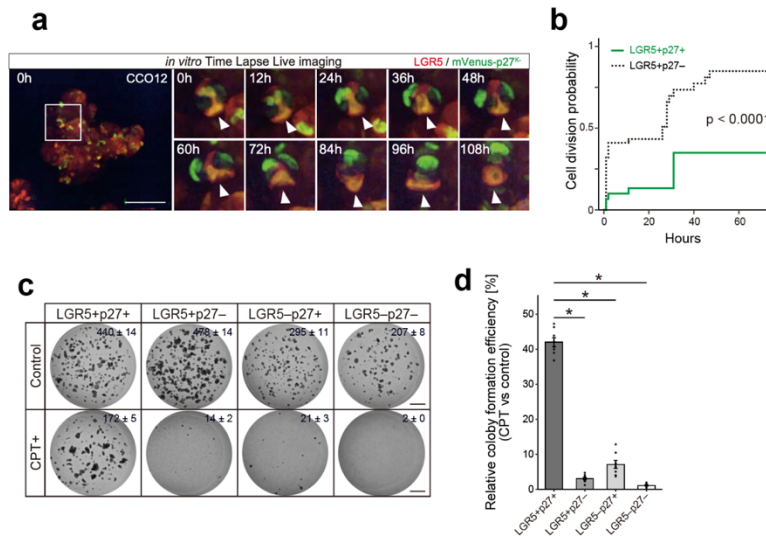 a
in vitro Time Lapse Live imaging
LGR5 / mVenus-p27ᴷ⁻
0h
CCO12
0h
12h
24h
36h
48h
60h
72h
84h
96h
108h
b
LGR5+p27+
LGR5+p27–
Cell division probability
1
0.5
0
p < 0.0001
0
20
40
60
Hours
c
LGR5+p27+
LGR5+p27–
LGR5–p27+
LGR5–p27–
Control
440 ± 14
478 ± 14
295 ± 11
207 ± 8
CPT+
172 ± 5
14 ± 2
21 ± 3
2 ± 0
d
Relative coloby formation efficiency [%]
(CPT vs control)
50
40
30
20
10
0
*
*
*
LGR5+p27+
LGR5+p27–
LGR5–p27+
LGR5–p27–